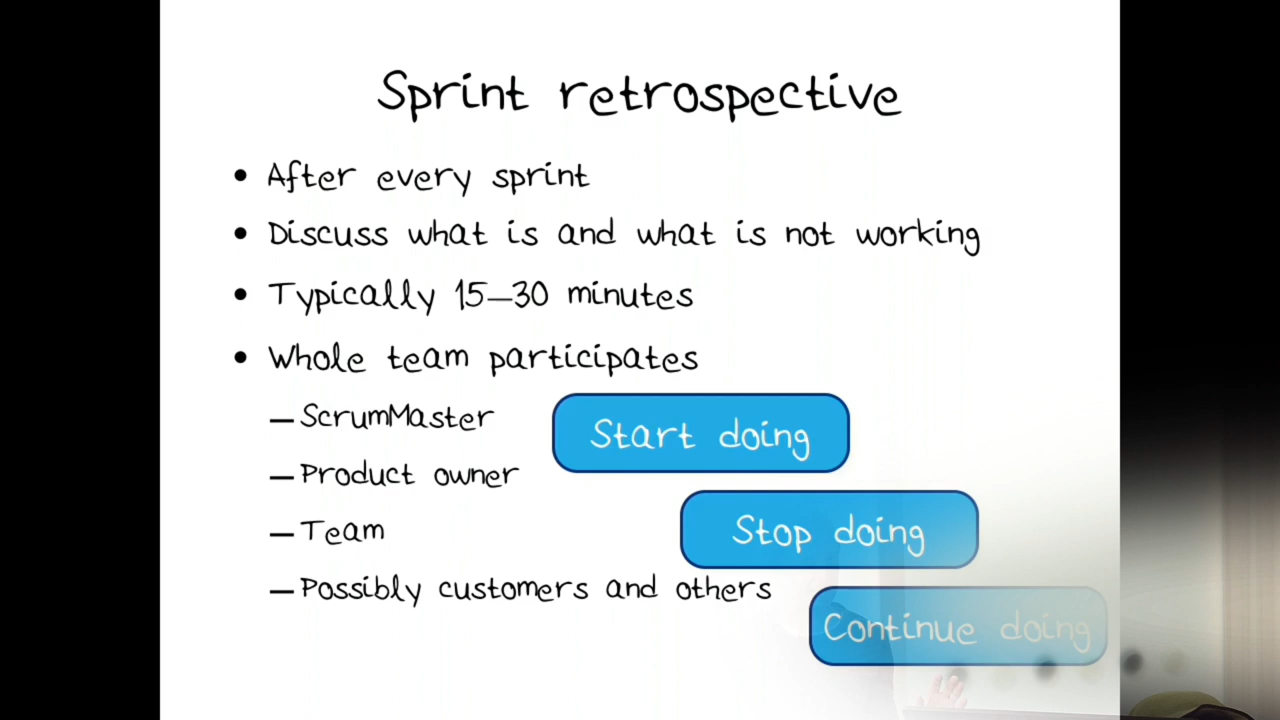 Sprint retrospective
• After every sprint
• Discuss what is and what is not working
• Typically 15–30 minutes
• Whole team participates
– ScrumMaster
– Product owner
– Team
– Possibly customers and others
Start doing
Stop doing
Continue doing